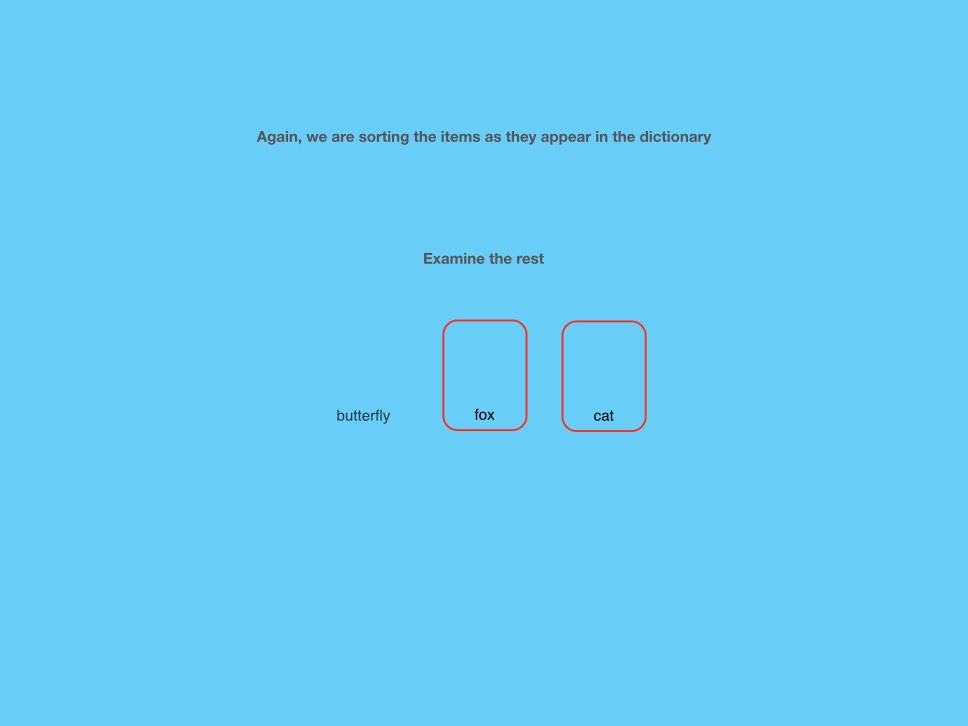 Again, we are sorting the items as they appear in the dictionary
Examine the rest
butterfly fox cat